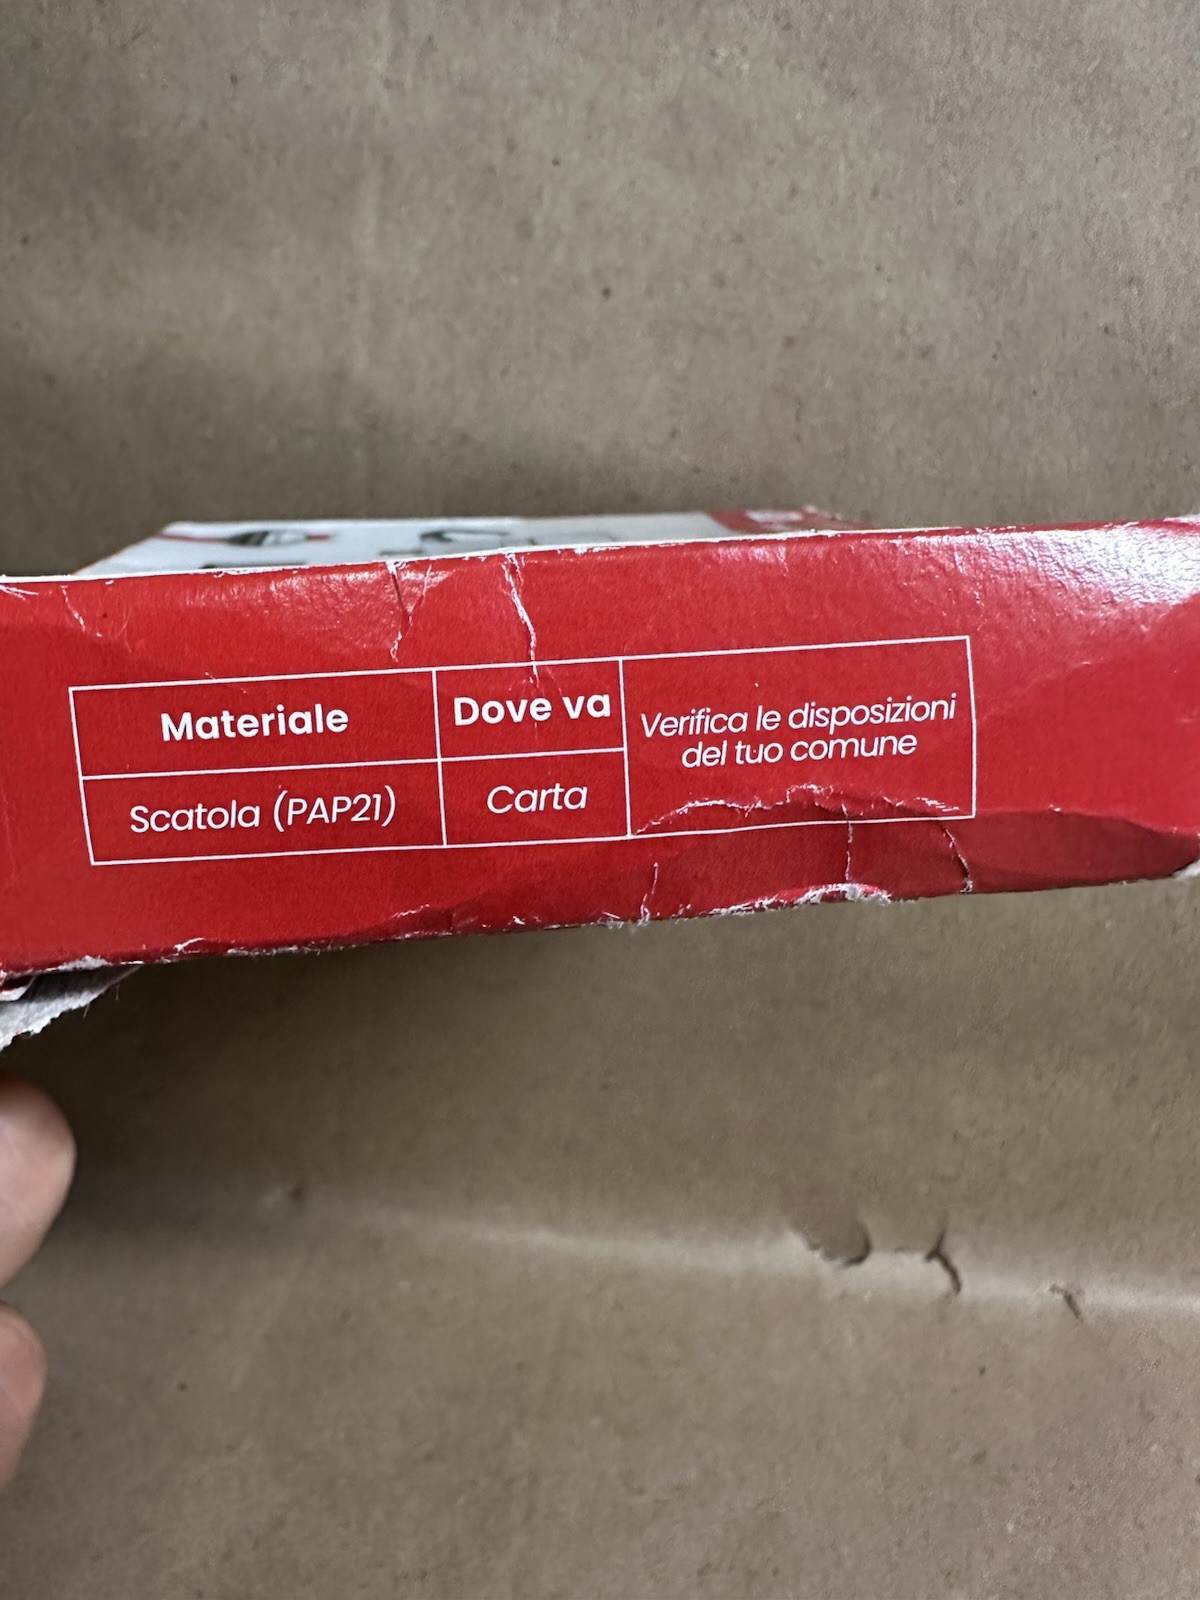 Materiale
Dove va
Verifica le disposizioni
del tuo comune
Scatola (PAP21)
Carta